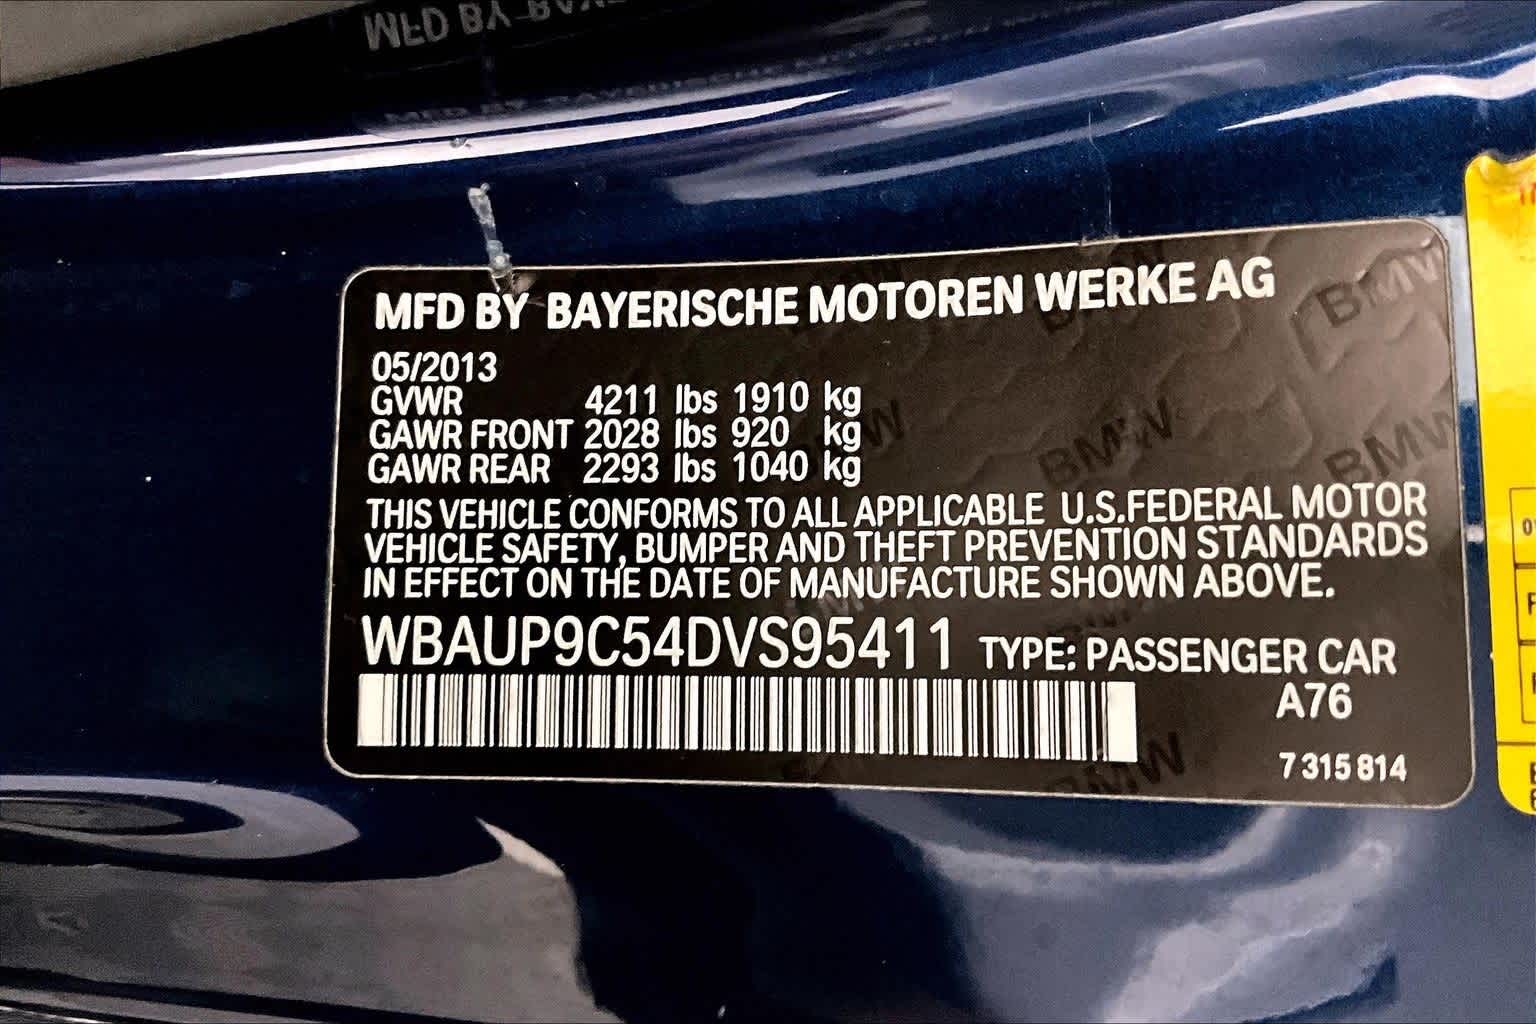 MFD BY BAYERISCHE MOTOREN WERKE AG
05/2013
GVWR 4211 lbs 1910 kg
GAWR FRONT 2028 lbs 920 kg
GAWR REAR 2293 lbs 1040 kg
THIS VEHICLE CONFORMS TO ALL APPLICABLE U.S.FEDERAL MOTOR
VEHICLE SAFETY, BUMPER AND THEFT PREVENTION STANDARDS
IN EFFECT ON THE DATE OF MANUFACTURE SHOWN ABOVE.
WBAUP9C54DVS95411 TYPE: PASSENGER CAR
A76
7 315 814